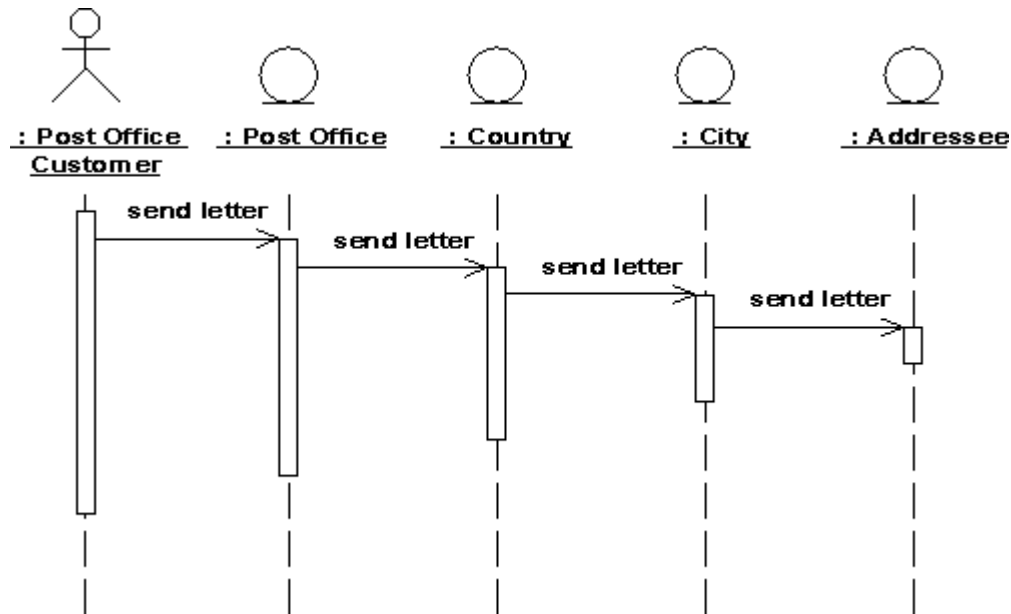 : Post Office
Customer
: Post Office
: Country
: City
: Addressee
send letter
send letter
send letter
send letter